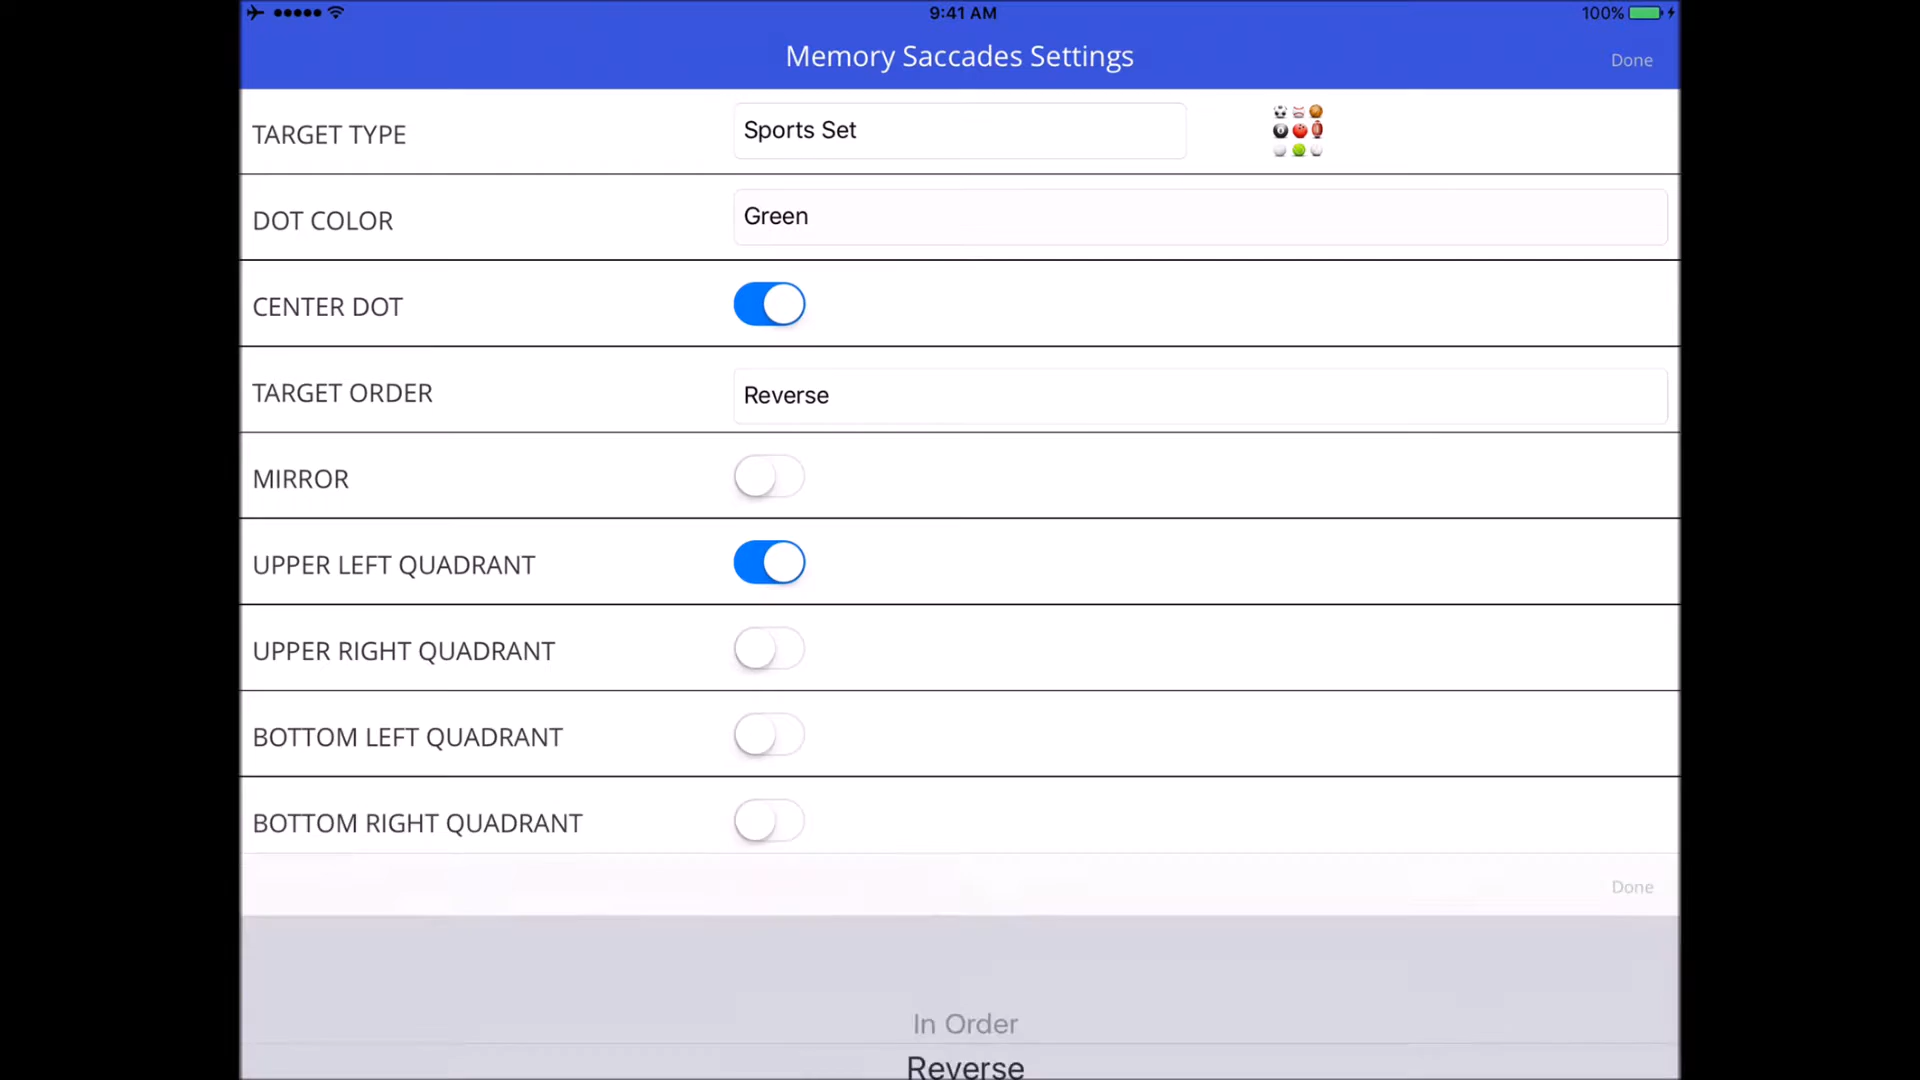 9:41 AM
100%
Memory Saccades Settings
Done
TARGET TYPE
Sports Set
DOT COLOR
Green
CENTER DOT
TARGET ORDER
Reverse
MIRROR
UPPER LEFT QUADRANT
UPPER RIGHT QUADRANT
BOTTOM LEFT QUADRANT
BOTTOM RIGHT QUADRANT
Done
In Order
Reverse